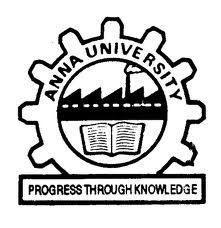 ANNA UNIVERSITY
PROGRESS THROUGH KNOWLEDGE